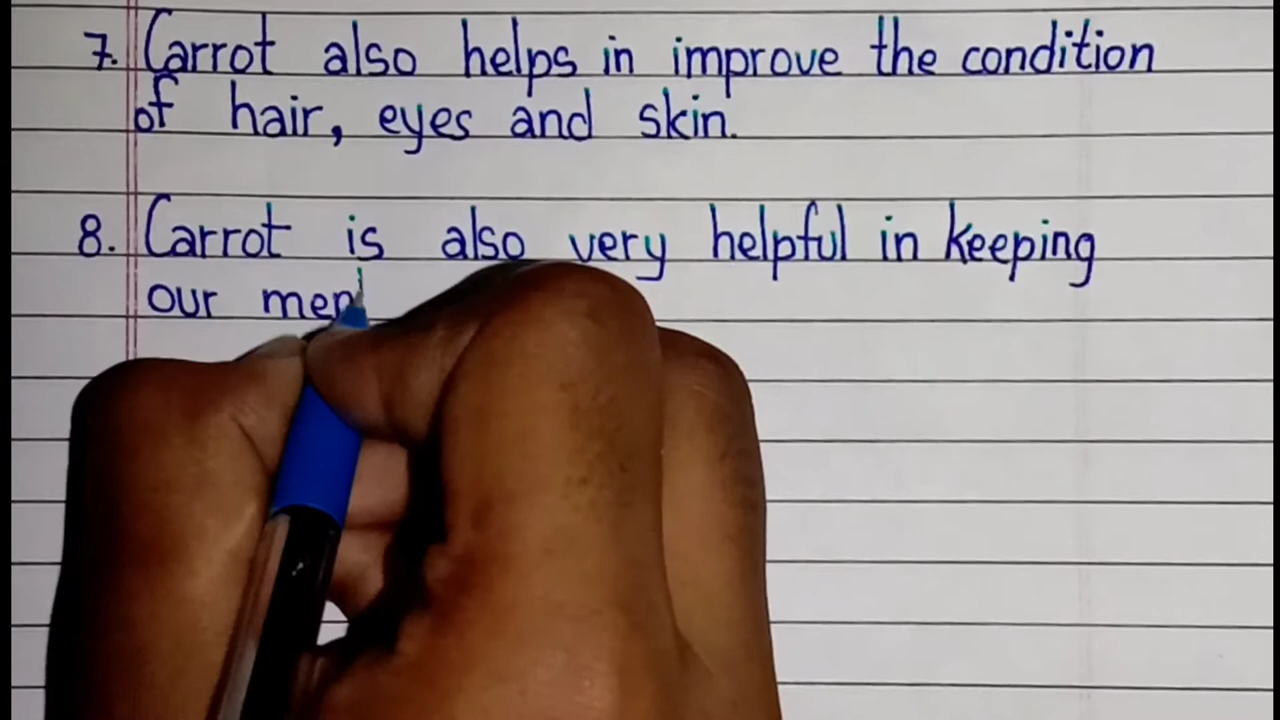 7. Carrot also helps in improve the condition
of hair, eyes and skin.
8. Carrot is also very helpful in keeping
our men